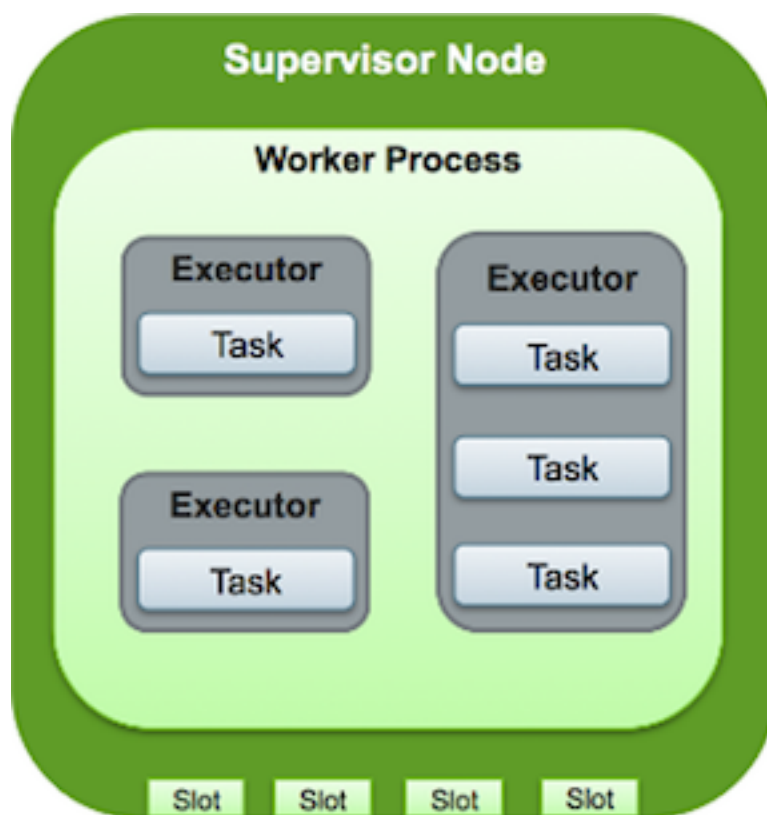 Supervisor Node
Worker Process
Executor
Task
Executor
Task
Executor
Task
Task
Task
Slot
Slot
Slot
Slot